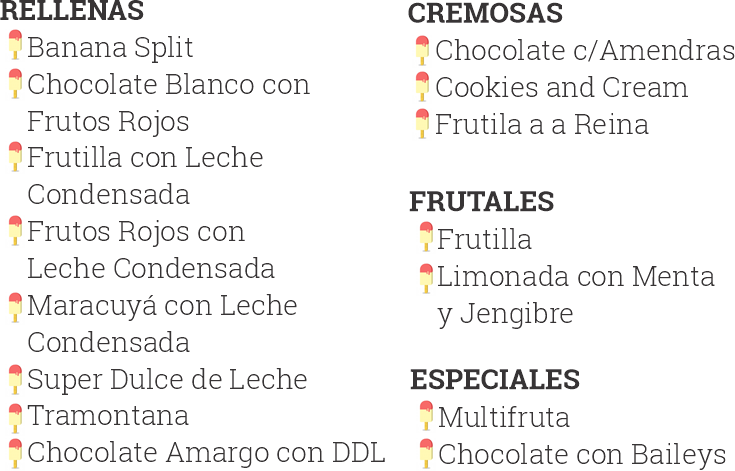 RELLENAS
Banana Split
Chocolate Blanco con
Frutos Rojos
Frutilla con Leche
Condensada
Frutos Rojos con
Leche Condensada
Maracuyá con Leche
Condensada
Super Dulce de Leche
Tramontana
Chocolate Amargo con DDL
CREMOSAS
Chocolate c/Amendras
Cookies and Cream
Frutila a a Reina
FRUTALES
Frutilla
Limonada con Menta
y Jengibre
ESPECIALES
Multifruta
Chocolate con Baileys